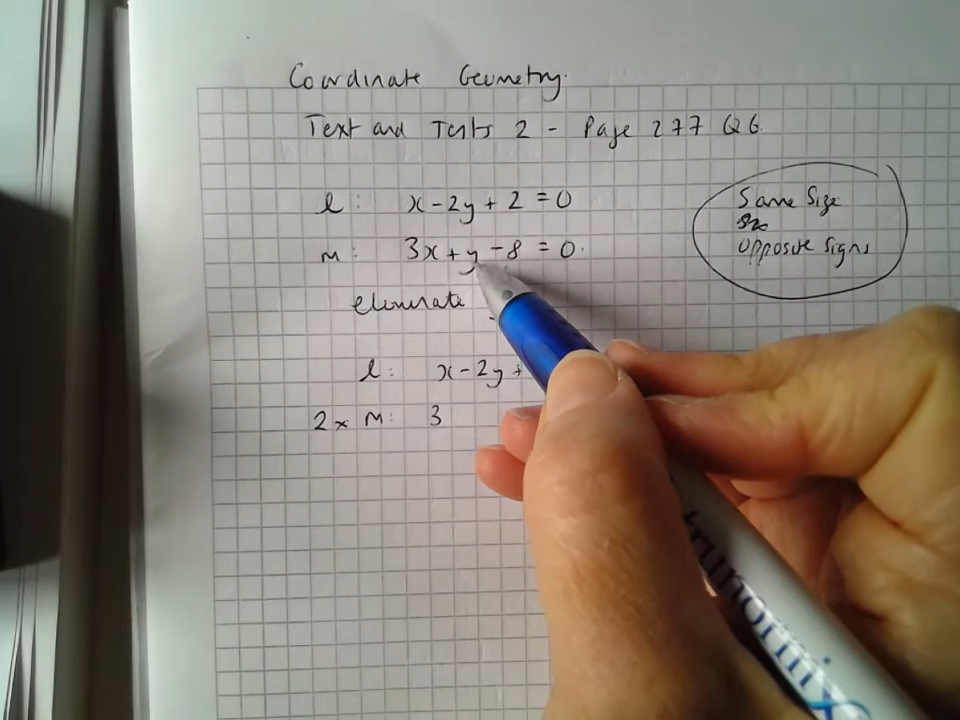 Coordinate Geometry.
Text and Tests 2 - Page 277 Q6.
l: x - 2y + 2 = 0
m: 3x + y - 8 = 0.
Same Size
Opposite Signs
eliminate
l: x - 2y +
2 x m: 3